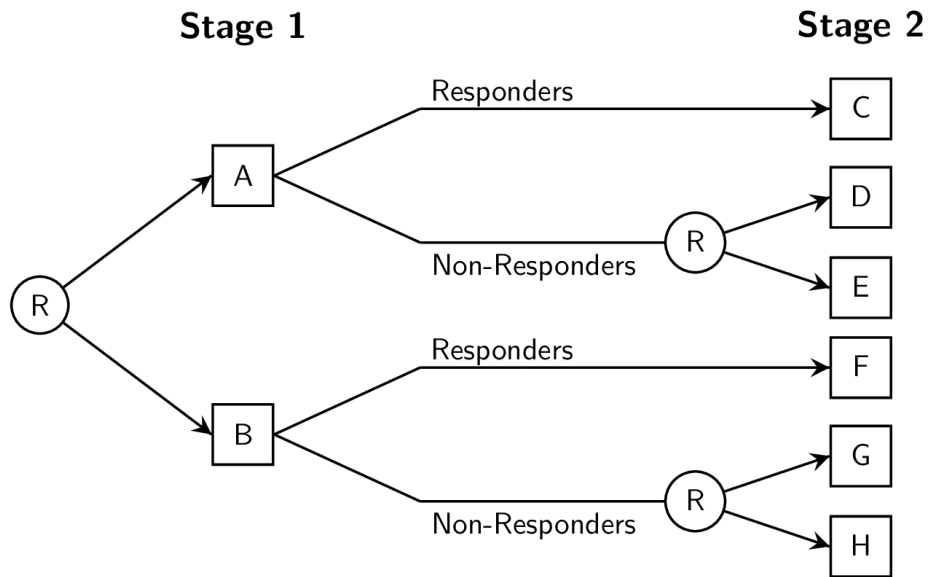 Stage 1
Stage 2
Responders
C
A
D
R
Non-Responders
E
R
Responders
F
B
G
R
Non-Responders
H